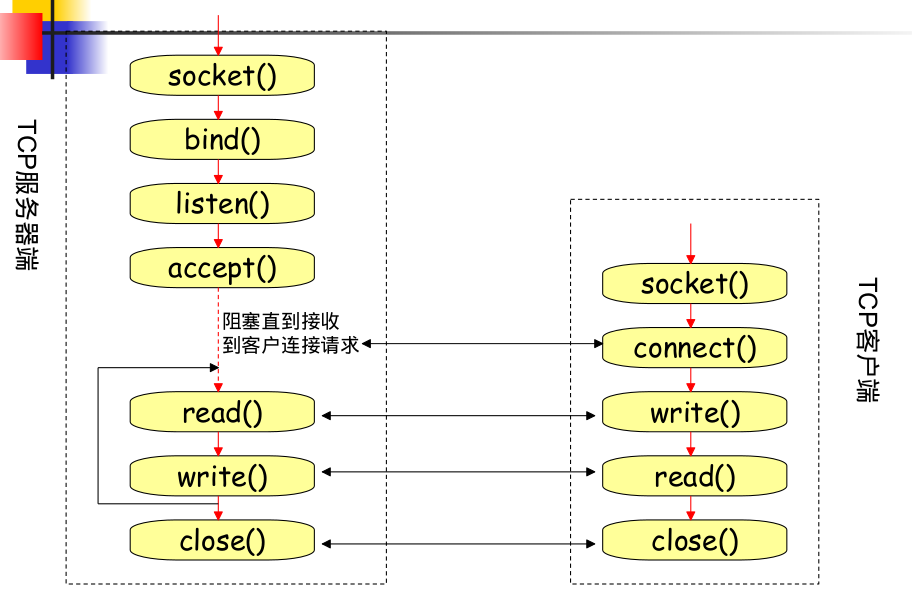 TCP服务器端
socket()
bind()
listen()
accept()
阻塞直到接收
到客户连接请求
read()
write()
close()
socket()
connect()
write()
read()
close()
TCP客户端